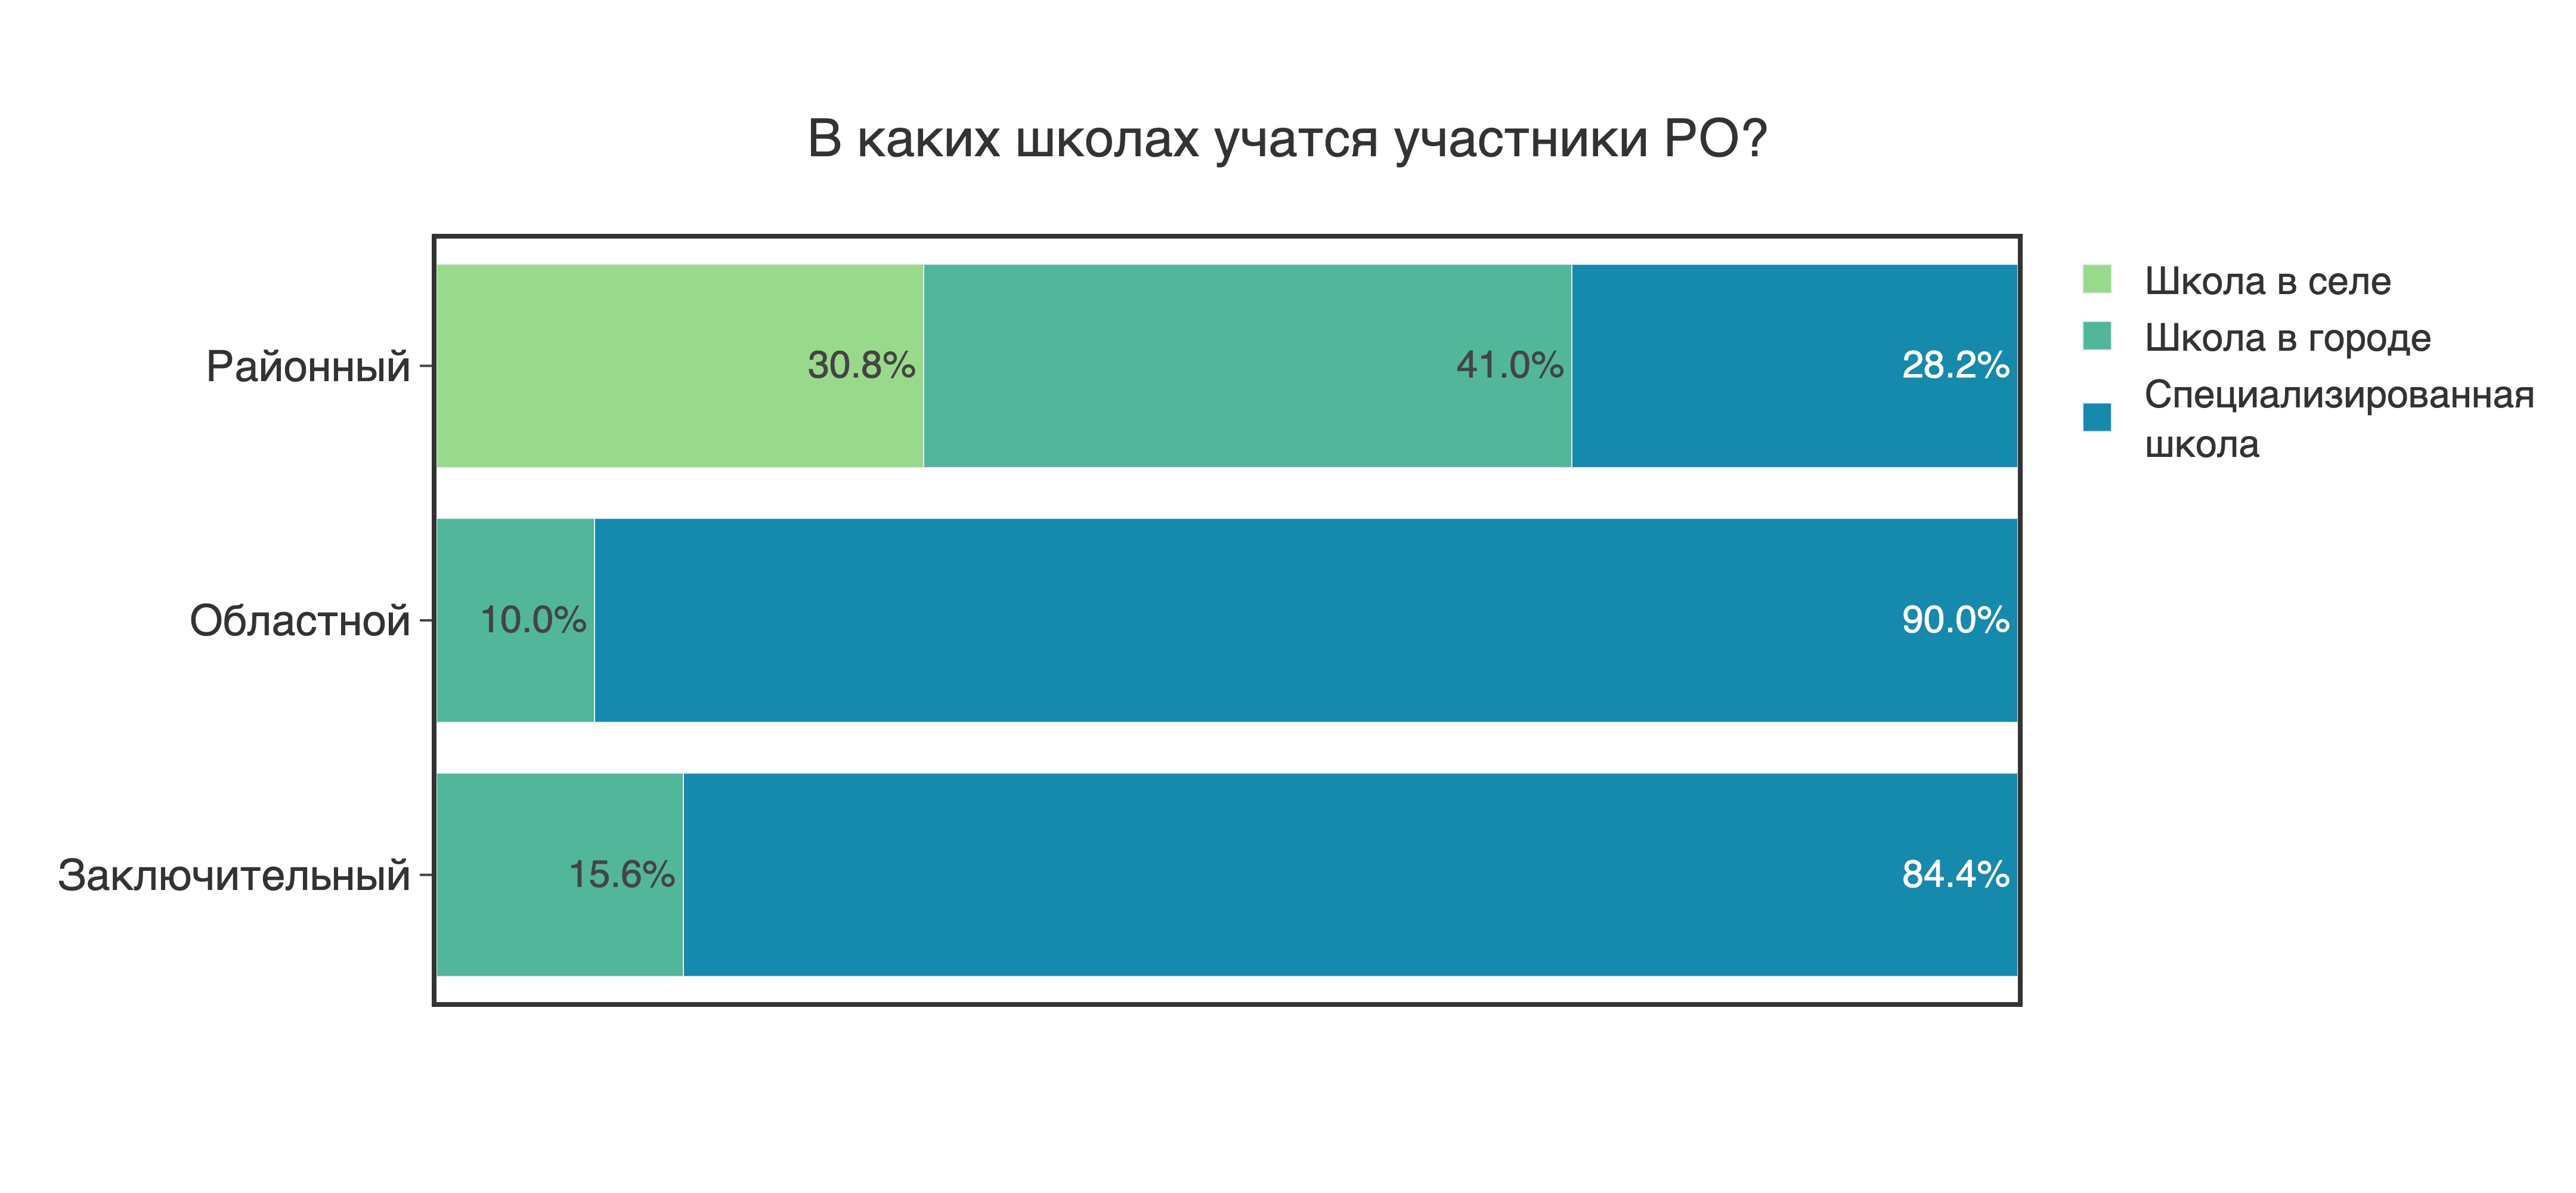 В каких школах учатся участники РО?
Школа в селе
Школа в городе
Специализированная
школа
Районный
30.8%
41.0%
28.2%
Областной
10.0%
90.0%
Заключительный
15.6%
84.4%